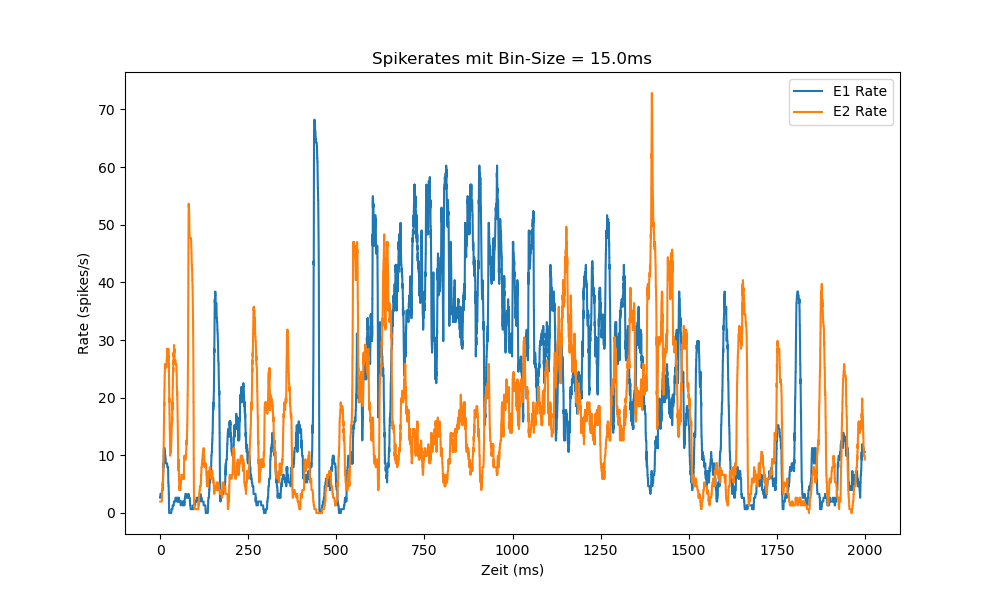 Spikerates mit Bin-Size = 15.0ms
E1 Rate
E2 Rate
Rate (spikes/s)
70
60
50
40
30
20
10
0
0 250 500 750 1000 1250 1500 1750 2000
Zeit (ms)